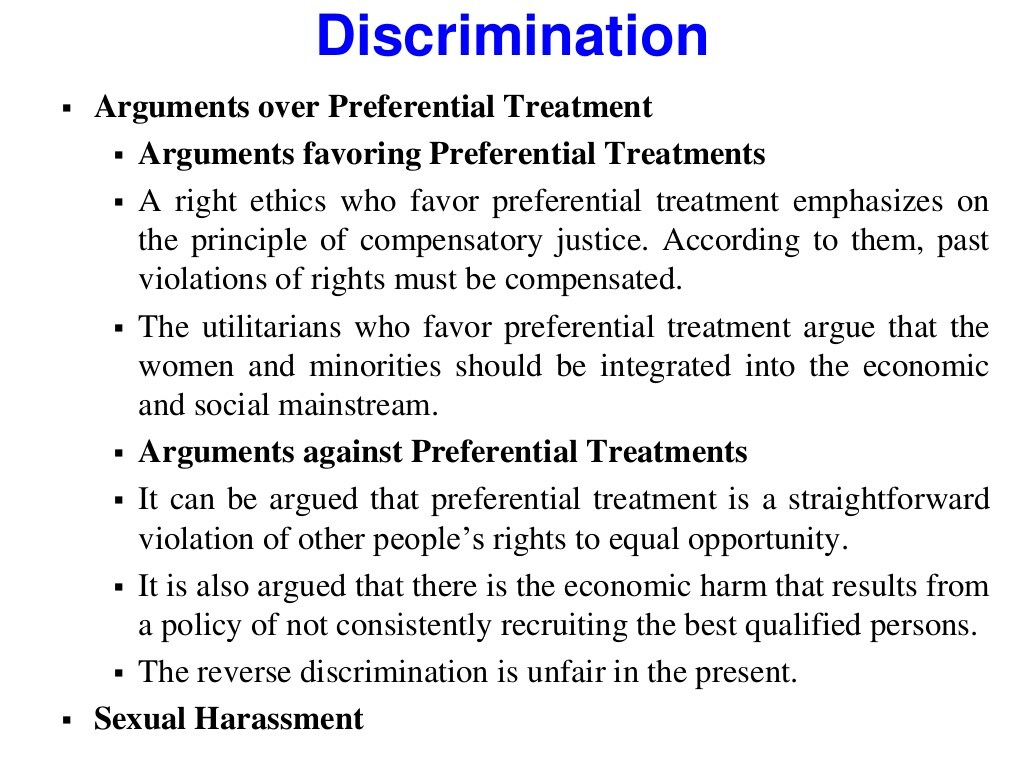 Discrimination
▪ Arguments over Preferential Treatment
▪ Arguments favoring Preferential Treatments
▪ A right ethics who favor preferential treatment emphasizes on
the principle of compensatory justice. According to them, past
violations of rights must be compensated.
▪ The utilitarians who favor preferential treatment argue that the
women and minorities should be integrated into the economic
and social mainstream.
▪ Arguments against Preferential Treatments
▪ It can be argued that preferential treatment is a straightforward
violation of other people’s rights to equal opportunity.
▪ It is also argued that there is the economic harm that results from
a policy of not consistently recruiting the best qualified persons.
▪ The reverse discrimination is unfair in the present.
▪ Sexual Harassment